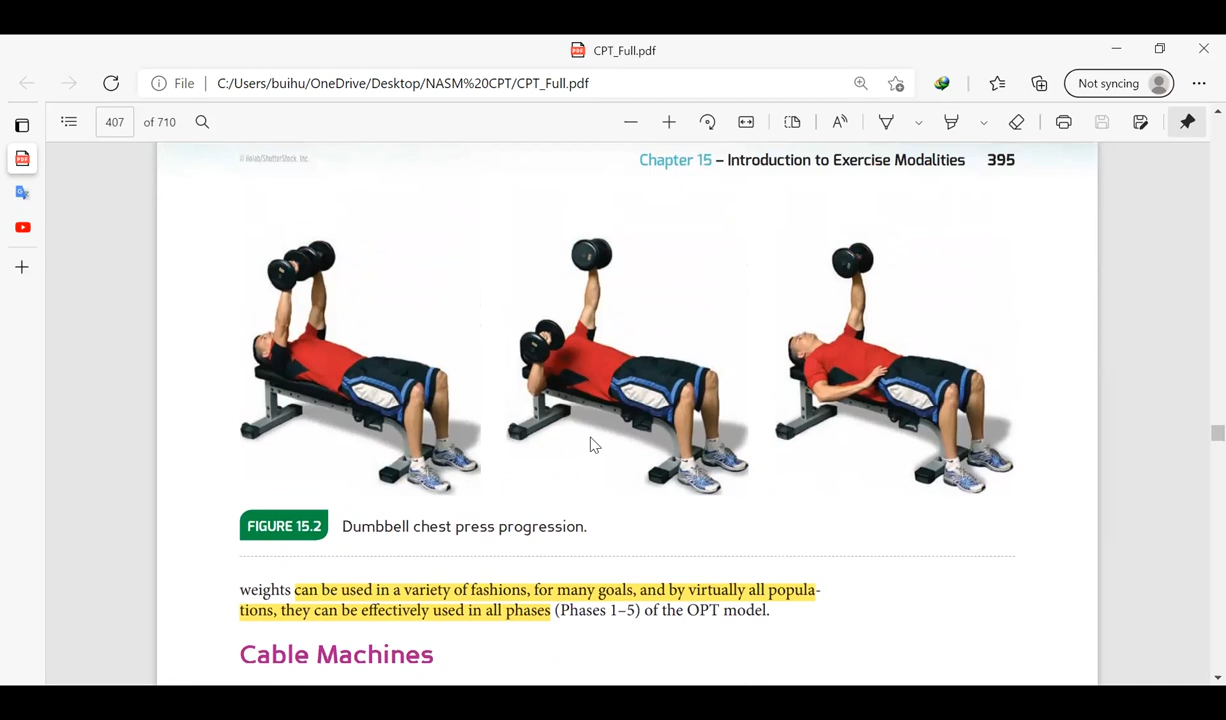 CPT_Full.pdf
File C:/Users/buihu/OneDrive/Desktop/NASM%20CPT/CPT_Full.pdf
Not syncing
407 of 710
Chapter 15 – Introduction to Exercise Modalities 395
FIGURE 15.2 Dumbbell chest press progression.
weights can be used in a variety of fashions, for many goals, and by virtually all popula-
tions, they can be effectively used in all phases (Phases 1–5) of the OPT model.
Cable Machines